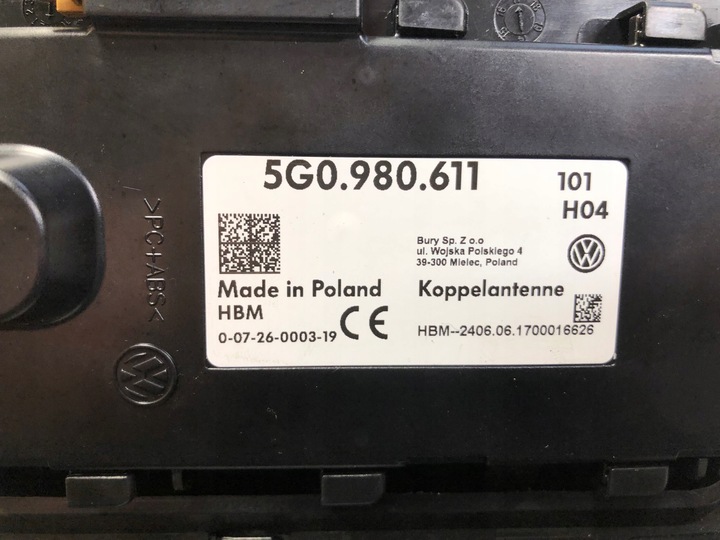 5G0.980.611
101
H04
Bury Sp. Z o.o
ul. Wojska Polskiego 4
39-300 Mielec, Poland
Made in Poland
Koppelantenne
HBM
0-07-26-0003-19
CE
HBM--2406.06.1700016626
>PC+ABS<